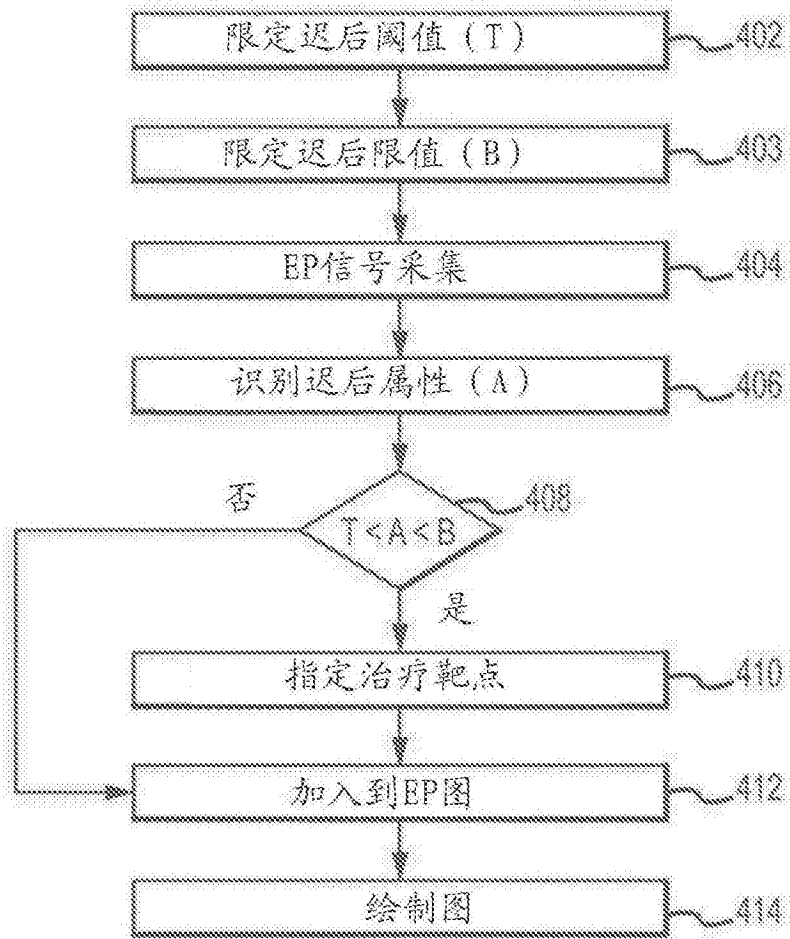 限定迟后阈值(T) 402
限定迟后限值(B) 403
EP信号采集 404
识别迟后属性(A) 406
否
T<A<B 408
是
指定治疗靶点 410
加入到EP图 412
绘制图 414